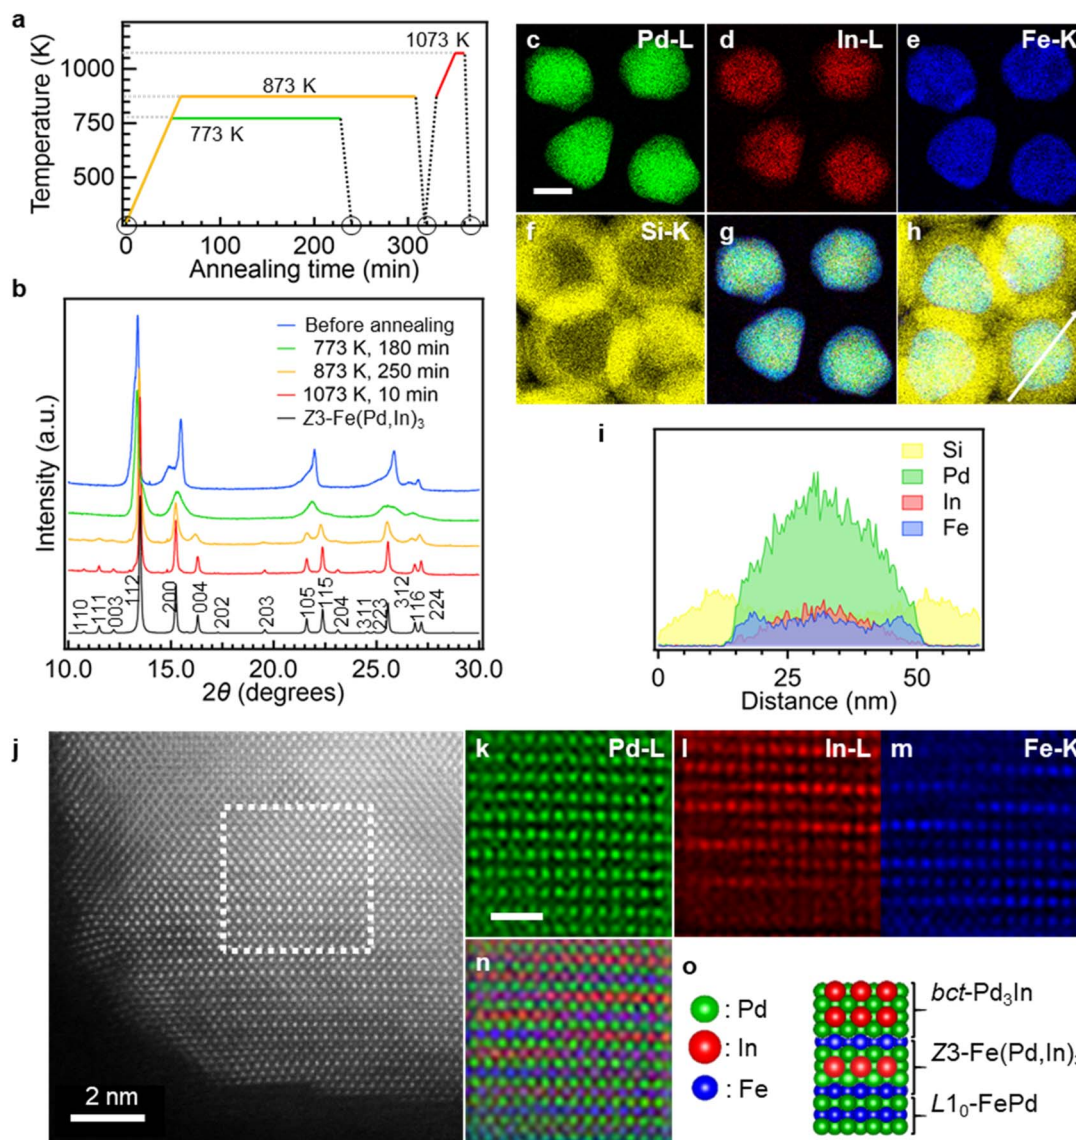 a
Temperature (K)
1000
750
500
1073 K
873 K
773 K
0
100
200
300
Annealing time (min)
b
Intensity (a.u.)
Before annealing
773 K, 180 min
873 K, 250 min
1073 K, 10 min
Z3-Fe(Pd,In)₃
110
111
003
112
200
004
202
203
105
115
204
311
223
312
116
224
10.0
15.0
20.0
25.0
30.0
2θ (degrees)
c
Pd-L
d
In-L
e
Fe-K
f
Si-K
g
h
i
Si
Pd
In
Fe
0
25
50
Distance (nm)
j
2 nm
k
Pd-L
l
In-L
m
Fe-K
n
o
: Pd
: In
: Fe
bct-Pd₃In
Z3-Fe(Pd,In)
L1₀-FePd